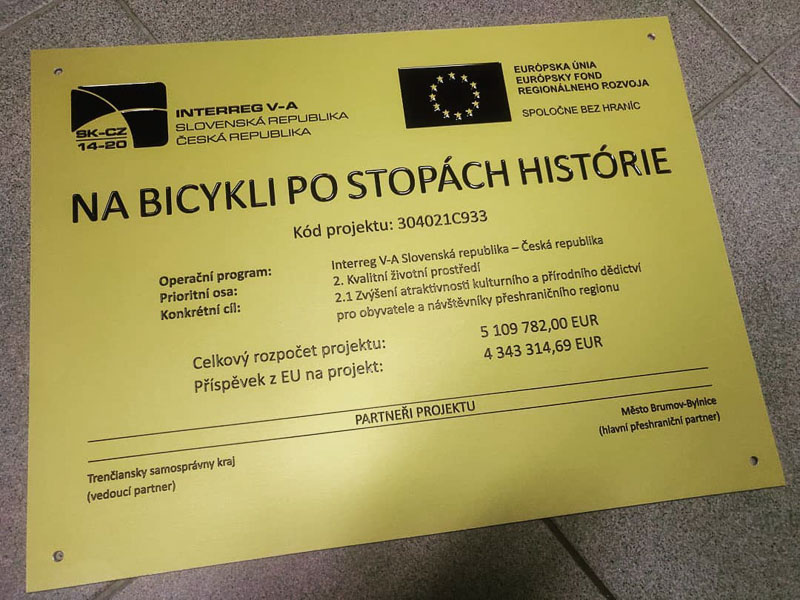 SK-CZ
14-20
INTERREG V-A
SLOVENSKÁ REPUBLIKA
ČESKÁ REPUBLIKA
EURÓPSKA ÚNIA
EURÓPSKY FOND
REGIONÁLNEHO ROZVOJA
SPOLOČNE BEZ HRANÍC
NA BICYKLI PO STOPÁCH HISTÓRIE
Kód projektu: 304021C933
Operační program: Interreg V-A Slovenská republika – Česká republika
Prioritní osa: 2. Kvalitní životní prostředí
Konkrétní cíl: 2.1 Zvýšení atraktivnosti kulturního a přírodního dědictví
pro obyvatele a návštěvníky přeshraničního regionu
Celkový rozpočet projektu: 5 109 782,00 EUR
Příspěvek z EU na projekt: 4 343 314,69 EUR
PARTNEŘI PROJEKTU
Trenčiansky samosprávny kraj
(vedoucí partner)
Město Brumov-Bylnice
(hlavní přeshraniční partner)